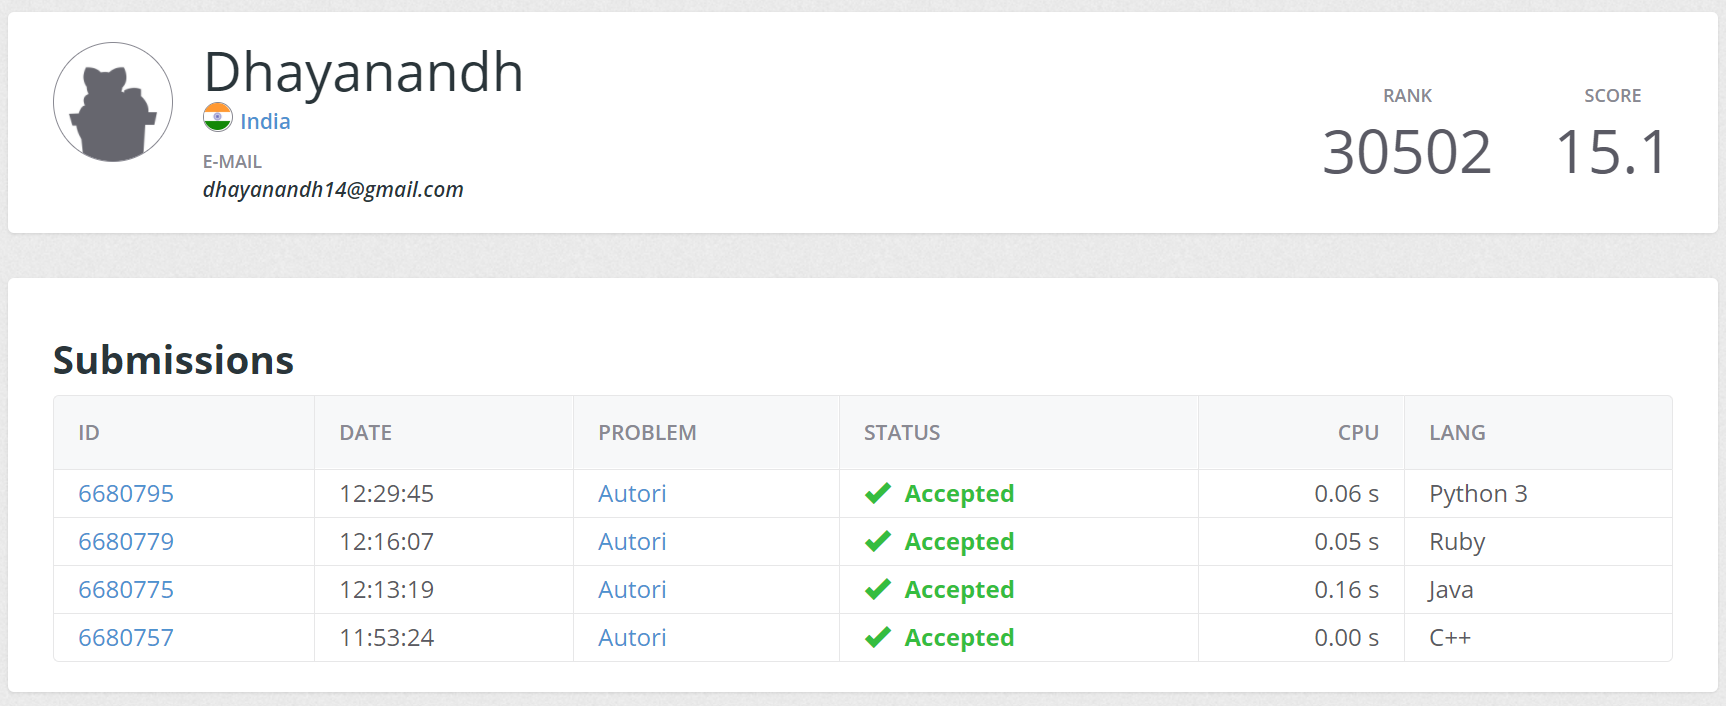 Dhayanandh
India
E-MAIL
dhayanandh14@gmail.com
RANK
30502
SCORE
15.1
Submissions
ID DATE PROBLEM STATUS CPU LANG
6680795 12:29:45 Autori Accepted 0.06 s Python 3
6680779 12:16:07 Autori Accepted 0.05 s Ruby
6680775 12:13:19 Autori Accepted 0.16 s Java
6680757 11:53:24 Autori Accepted 0.00 s C++